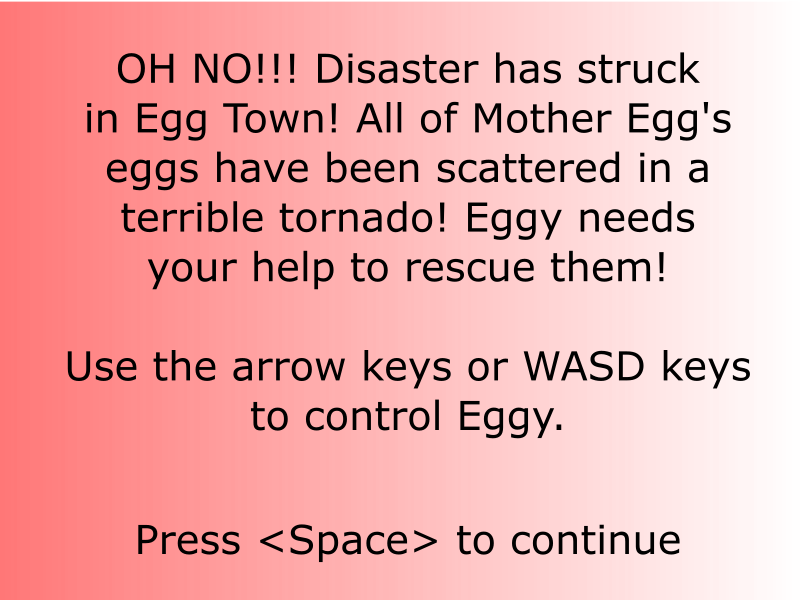 OH NO!!! Disaster has struck
in Egg Town! All of Mother Egg's
eggs have been scattered in a
terrible tornado! Eggy needs
your help to rescue them!
Use the arrow keys or WASD keys
to control Eggy.
Press <Space> to continue